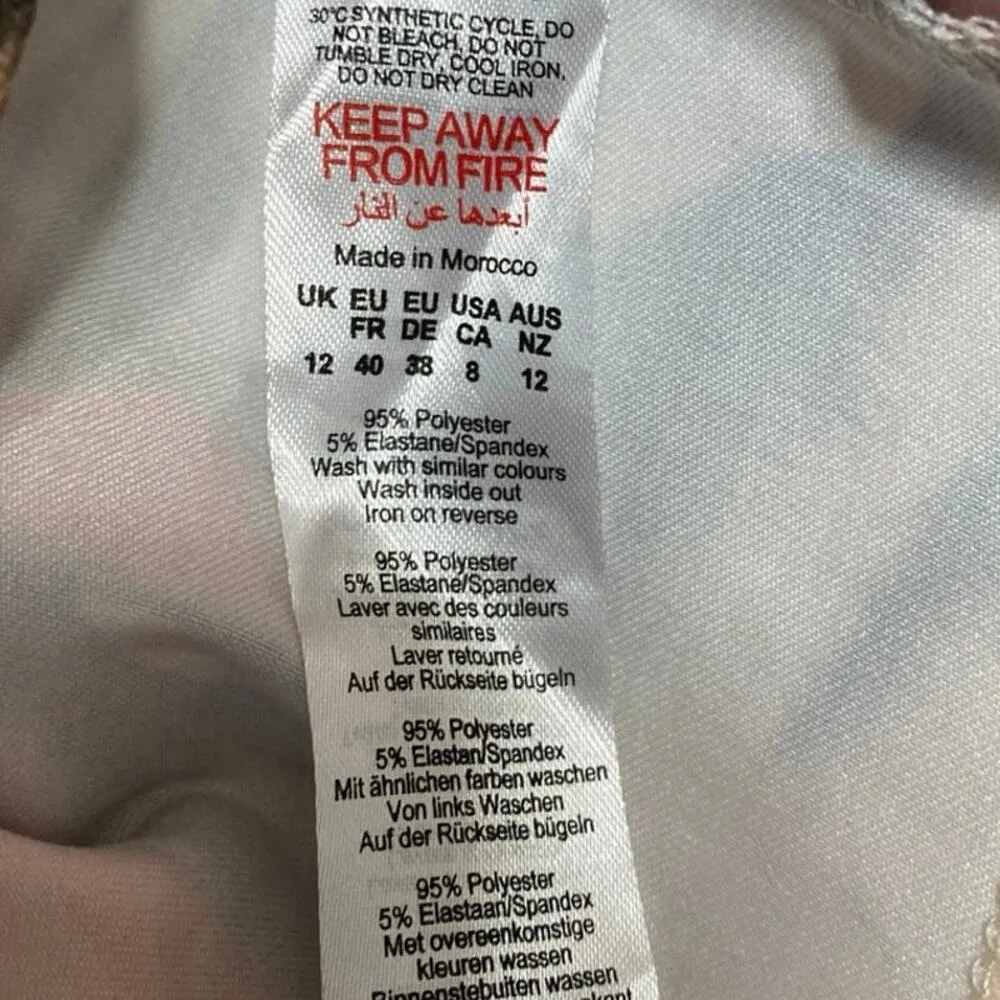 30°C SYNTHETIC CYCLE, DO
NOT BLEACH, DO NOT
TUMBLE DRY, COOL IRON,
DO NOT DRY CLEAN
KEEP AWAY
FROM FIRE
أبعدها عن النار
Made in Morocco
UK EU EU USA AUS
FR DE CA NZ
12 40 38 8 12
95% Polyester
5% Elastane/Spandex
Wash with similar colours
Wash inside out
Iron on reverse
95% Polyester
5% Elastane/Spandex
Laver avec des couleurs
similaires
Laver retourné
Auf der Rückseite bügeln
95% Polyester
5% Elastan/Spandex
Mit ähnlichen farben waschen
Von links Waschen
Auf der Rückseite bügeln
95% Polyester
5% Elastaan/Spandex
Met overeenkomstige
kleuren wassen
Binnenstebuiten wassen